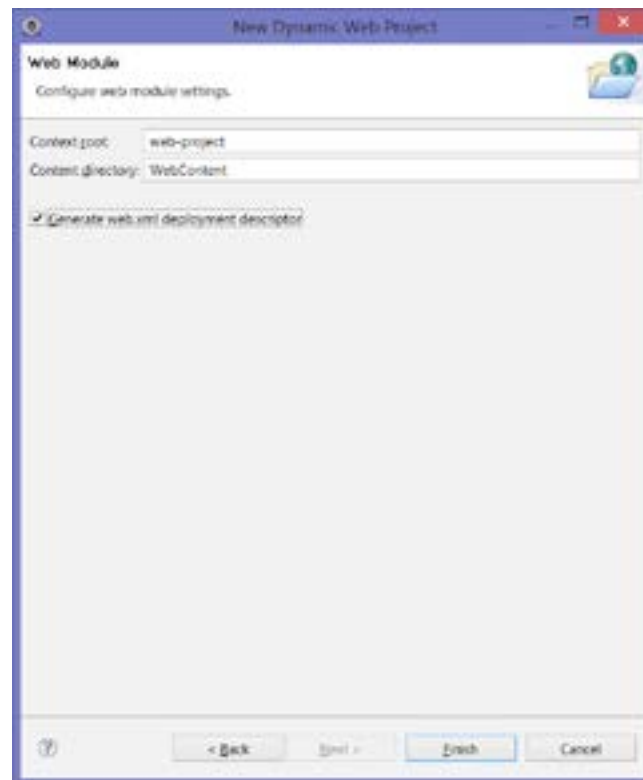 New Dynamic Web Project
Web Module
Configure web module settings.
Context root: web-project
Content directory: WebContent
Generate web.xml deployment descriptor
< Back Next > Finish Cancel